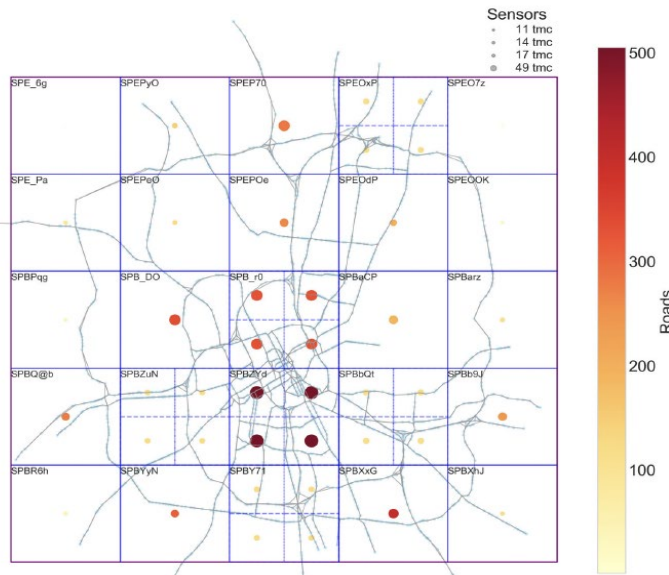 Sensors
11 tmc
14 tmc
17 tmc
49 tmc
500
400
300
200
100
Roads
SPE_6g SPEPyO SPEP70 SPEOxP SPEO7z
SPE_Pa SPEPeO SPEPOe SPEOdP SPEOOK
SPBPqg SPB_DO SPB_r0 SPBaCP SPBarz
SPBQ@b SPBZuN SPBZYd SPBbQt SPBb9J
SPBR6h SPBYyN SPBY71 SPBXxG SPBXhJ